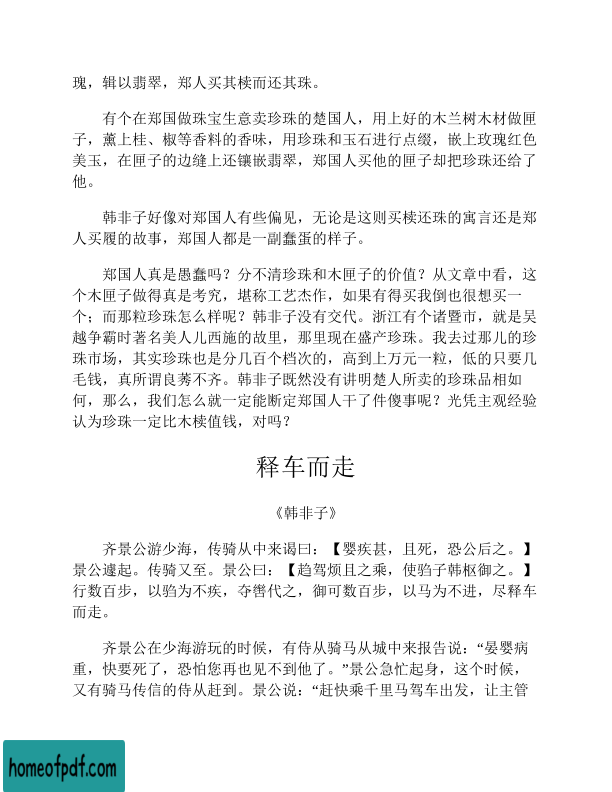 瑰，辑以翡翠，郑人买其椟而还其珠。
有个在郑国做珠宝生意卖珍珠的楚国人，用上好的木兰树木材做匣
子，薰上桂、椒等香料的香味，用珍珠和玉石进行点缀，嵌上玫瑰红色
美玉，在匣子的边缝上还镶嵌翡翠，郑国人买他的匣子却把珍珠还给了
他。
韩非子好像对郑国人有些偏见，无论是这则买椟还珠的寓言还是郑
人买履的故事，郑国人都是一副蠢蛋的样子。
郑国人真是愚蠢吗？分不清珍珠和木匣子的价值？从文章中看，这
个木匣子做得真是考究，堪称工艺杰作，如果有得买我倒也很想买一
个；而那粒珍珠怎么样呢？韩非子没有交代。浙江有个诸暨市，就是吴
越争霸时著名美人儿西施的故里，那里现在盛产珍珠。我去过那儿的珍
珠市场，其实珍珠也是分几百个档次的，高到上万元一粒，低的只要几
毛钱，真所谓良莠不齐。韩非子既然没有讲明楚人所卖的珍珠品相如
何，那么，我们怎么就一定能断定郑国人干了件傻事呢？光凭主观经验
认为珍珠一定比木椟值钱，对吗？
释车而走
《韩非子》
齐景公游少海，传骑从中来谒曰：【婴疾甚，且死，恐公后之。】
景公遽起。传骑又至。景公曰：【趋驾烦且之乘，使驺子韩枢御之。】
行数百步，以驺为不疾，夺辔代之，御可数百步，以马为不进，尽释车
而走。
齐景公在少海游玩的时候，有侍从骑马从城中来报告说：“晏婴病
重，快要死了，恐怕您再也见不到他了。”景公急忙起身，这个时候，
又有骑马传信的侍从赶到。景公说：“赶快乘千里马驾车出发，让主管
homeofpdf.com